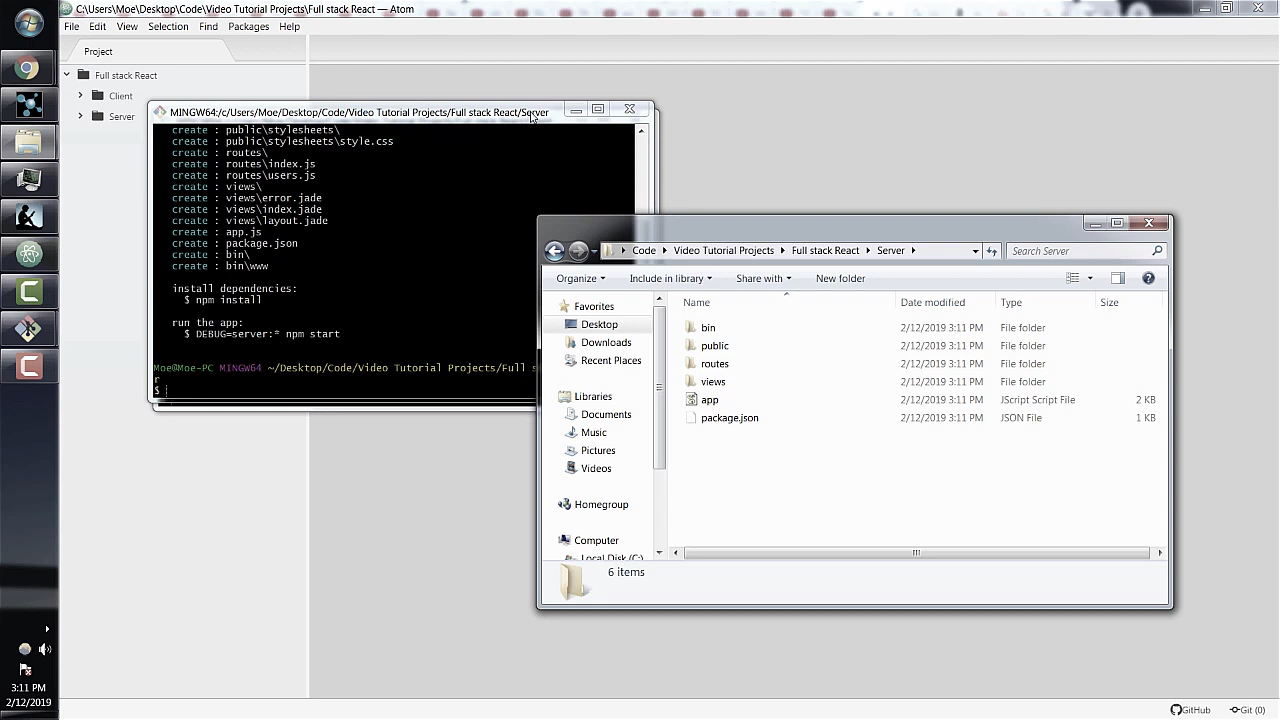 C:\Users\Moe\Desktop\Code\Video Tutorial Projects\Full stack React — Atom
File Edit View Selection Find Packages Help
Project
Full stack React
Client
Server
MINGW64:/c/Users/Moe/Desktop/Code/Video Tutorial Projects/Full stack React/Server
create : public\stylesheets\
create : public\stylesheets\style.css
create : routes\
create : routes\index.js
create : routes\users.js
create : views\
create : views\error.jade
create : views\index.jade
create : views\layout.jade
create : app.js
create : package.json
create : bin\
create : bin\www
install dependencies:
$ npm install
run the app:
$ DEBUG=server:* npm start
Moe@Moe-PC MINGW64 ~/Desktop/Code/Video Tutorial Projects/Full s
r
$
Code Video Tutorial Projects Full stack React Server
Search Server
Organize Include in library Share with New folder
Favorites
Desktop
Downloads
Recent Places
Libraries
Documents
Music
Pictures
Videos
Homegroup
Computer
Local Disk (C:)
Name Date modified Type Size
bin 2/12/2019 3:11 PM File folder
public 2/12/2019 3:11 PM File folder
routes 2/12/2019 3:11 PM File folder
views 2/12/2019 3:11 PM File folder
app 2/12/2019 3:11 PM JScript Script File 2 KB
package.json 2/12/2019 3:11 PM JSON File 1 KB
6 items
3:11 PM
2/12/2019
GitHub Git (0)